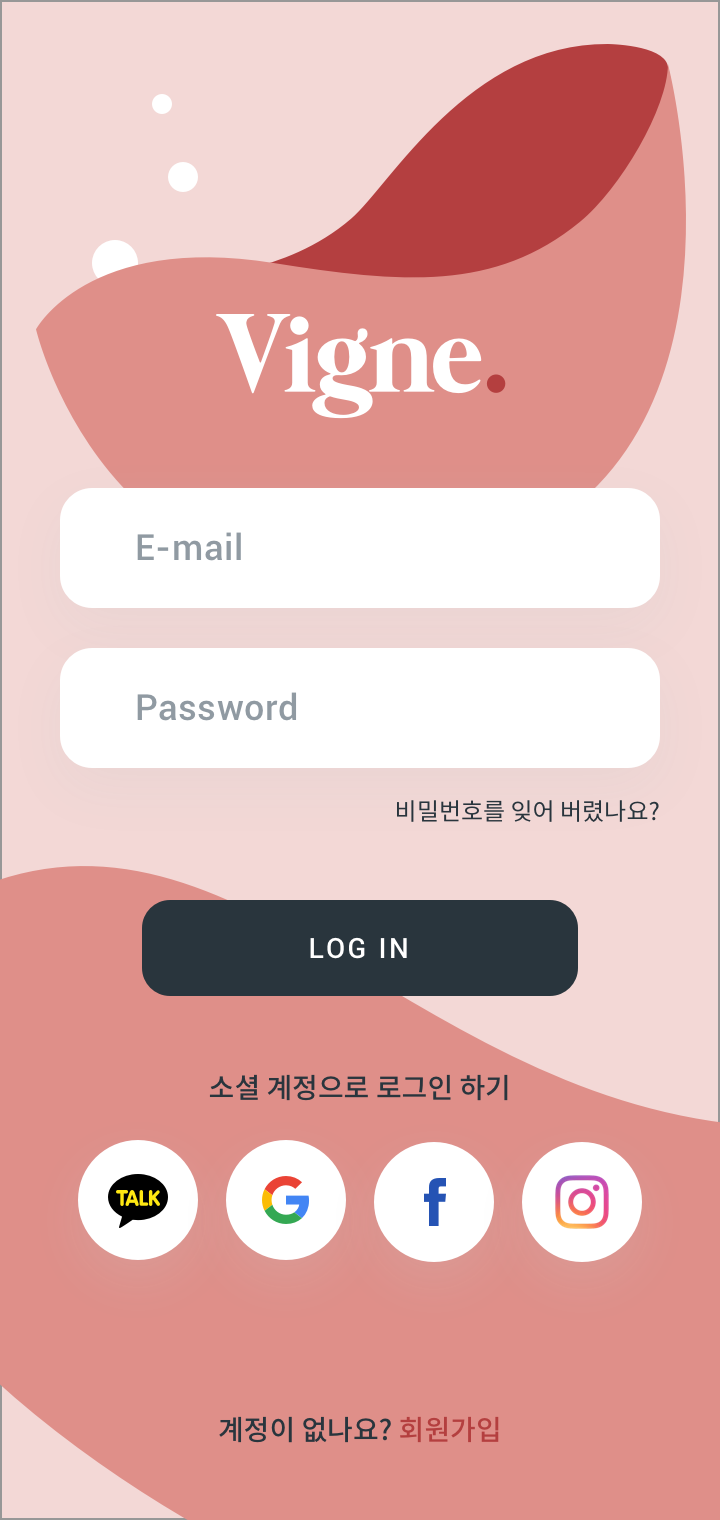 Vigne.
E-mail
Password
비밀번호를 잊어 버렸나요?
LOG IN
소셜 계정으로 로그인 하기
TALK
계정이 없나요? 회원가입